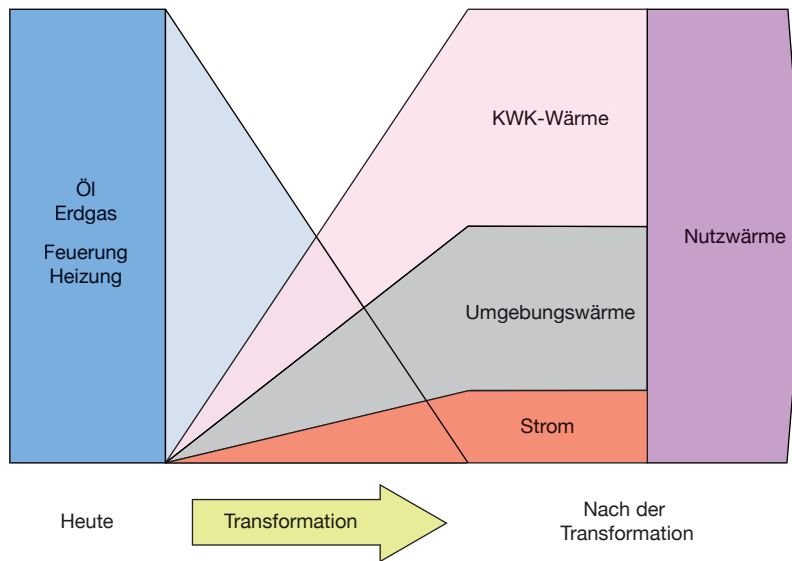 Öl
Erdgas
Feuerung
Heizung
KWK-Wärme
Umgebungswärme
Strom
Nutzwärme
Heute
Transformation
Nach der
Transformation